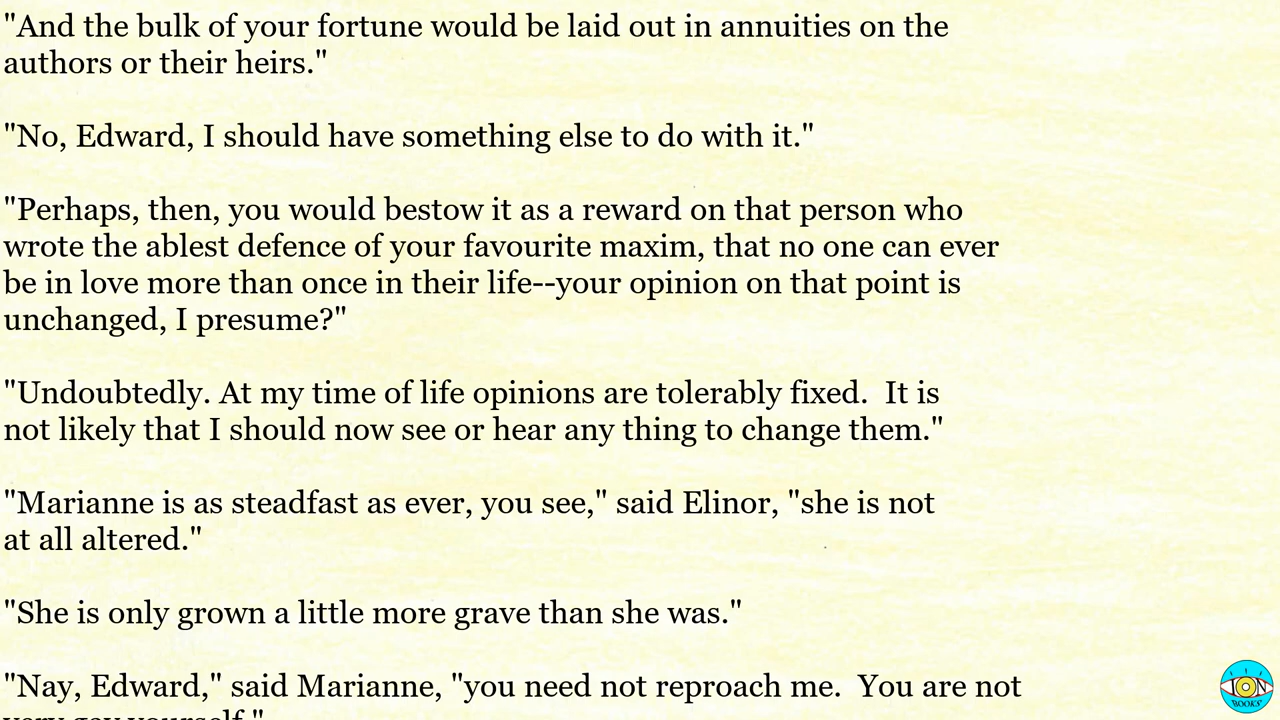 "And the bulk of your fortune would be laid out in annuities on the
authors or their heirs."
"No, Edward, I should have something else to do with it."
"Perhaps, then, you would bestow it as a reward on that person who
wrote the ablest defence of your favourite maxim, that no one can ever
be in love more than once in their life--your opinion on that point is
unchanged, I presume?"
"Undoubtedly. At my time of life opinions are tolerably fixed.  It is
not likely that I should now see or hear any thing to change them."
"Marianne is as steadfast as ever, you see," said Elinor, "she is not
at all altered."
"She is only grown a little more grave than she was."
"Nay, Edward," said Marianne, "you need not reproach me.  You are not
very gay yourself."
ION
BOOKS